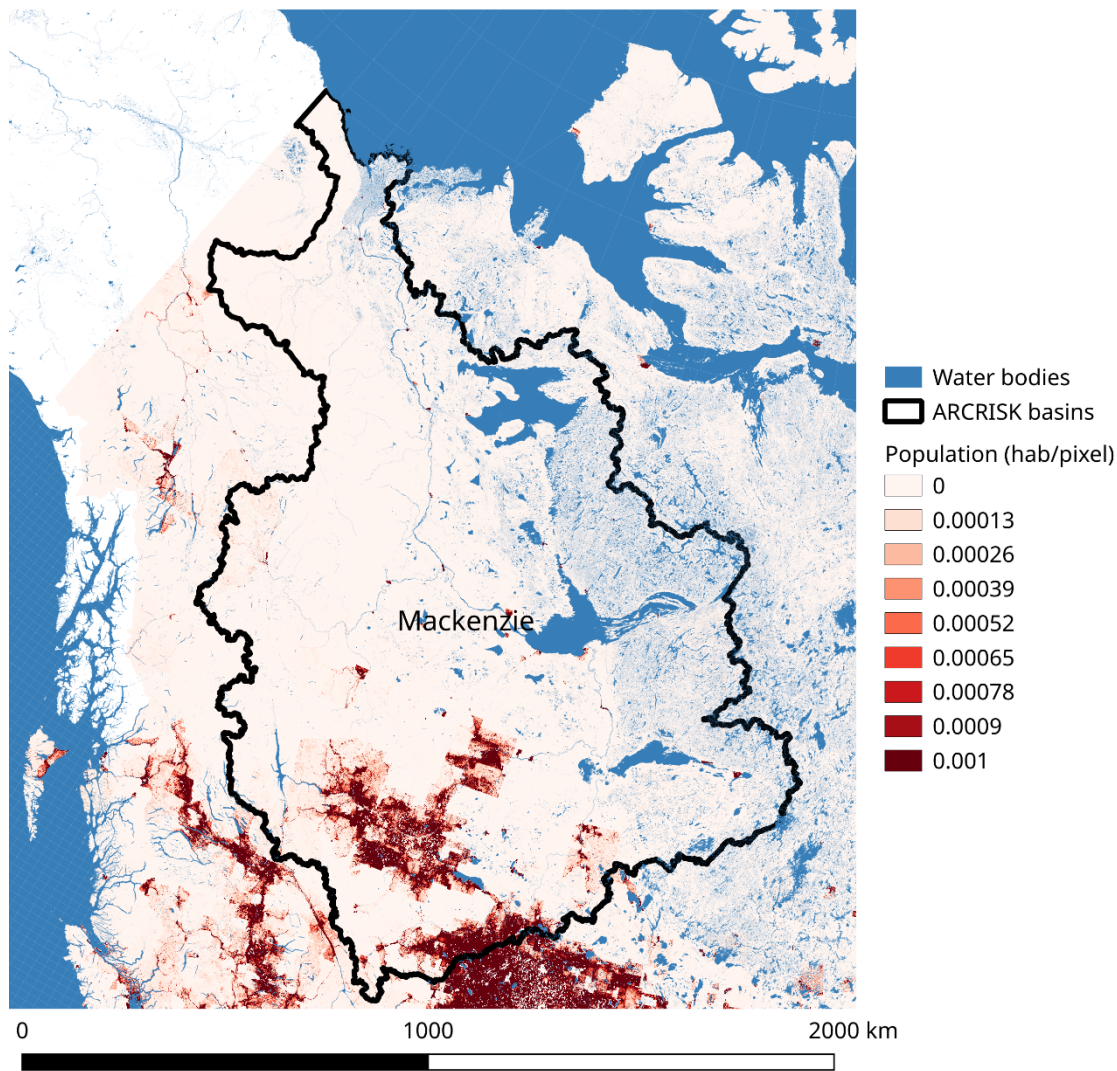 Mackenzie
Water bodies
ARCRISK basins
Population (hab/pixel)
0
0.00013
0.00026
0.00039
0.00052
0.00065
0.00078
0.0009
0.001
0 1000 2000 km